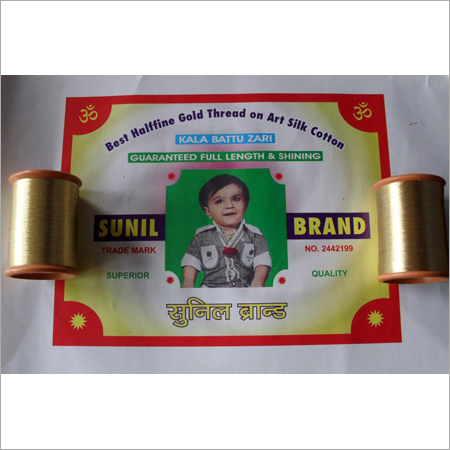 ॐ ॐ
Best Halffine Gold Thread on Art Silk Cotton
KALA BATTU ZARI
GUARANTEED FULL LENGTH & SHINING
SUNIL BRAND
TRADE MARK NO. 2442199
SUPERIOR QUALITY
सुनिल ब्रान्ड